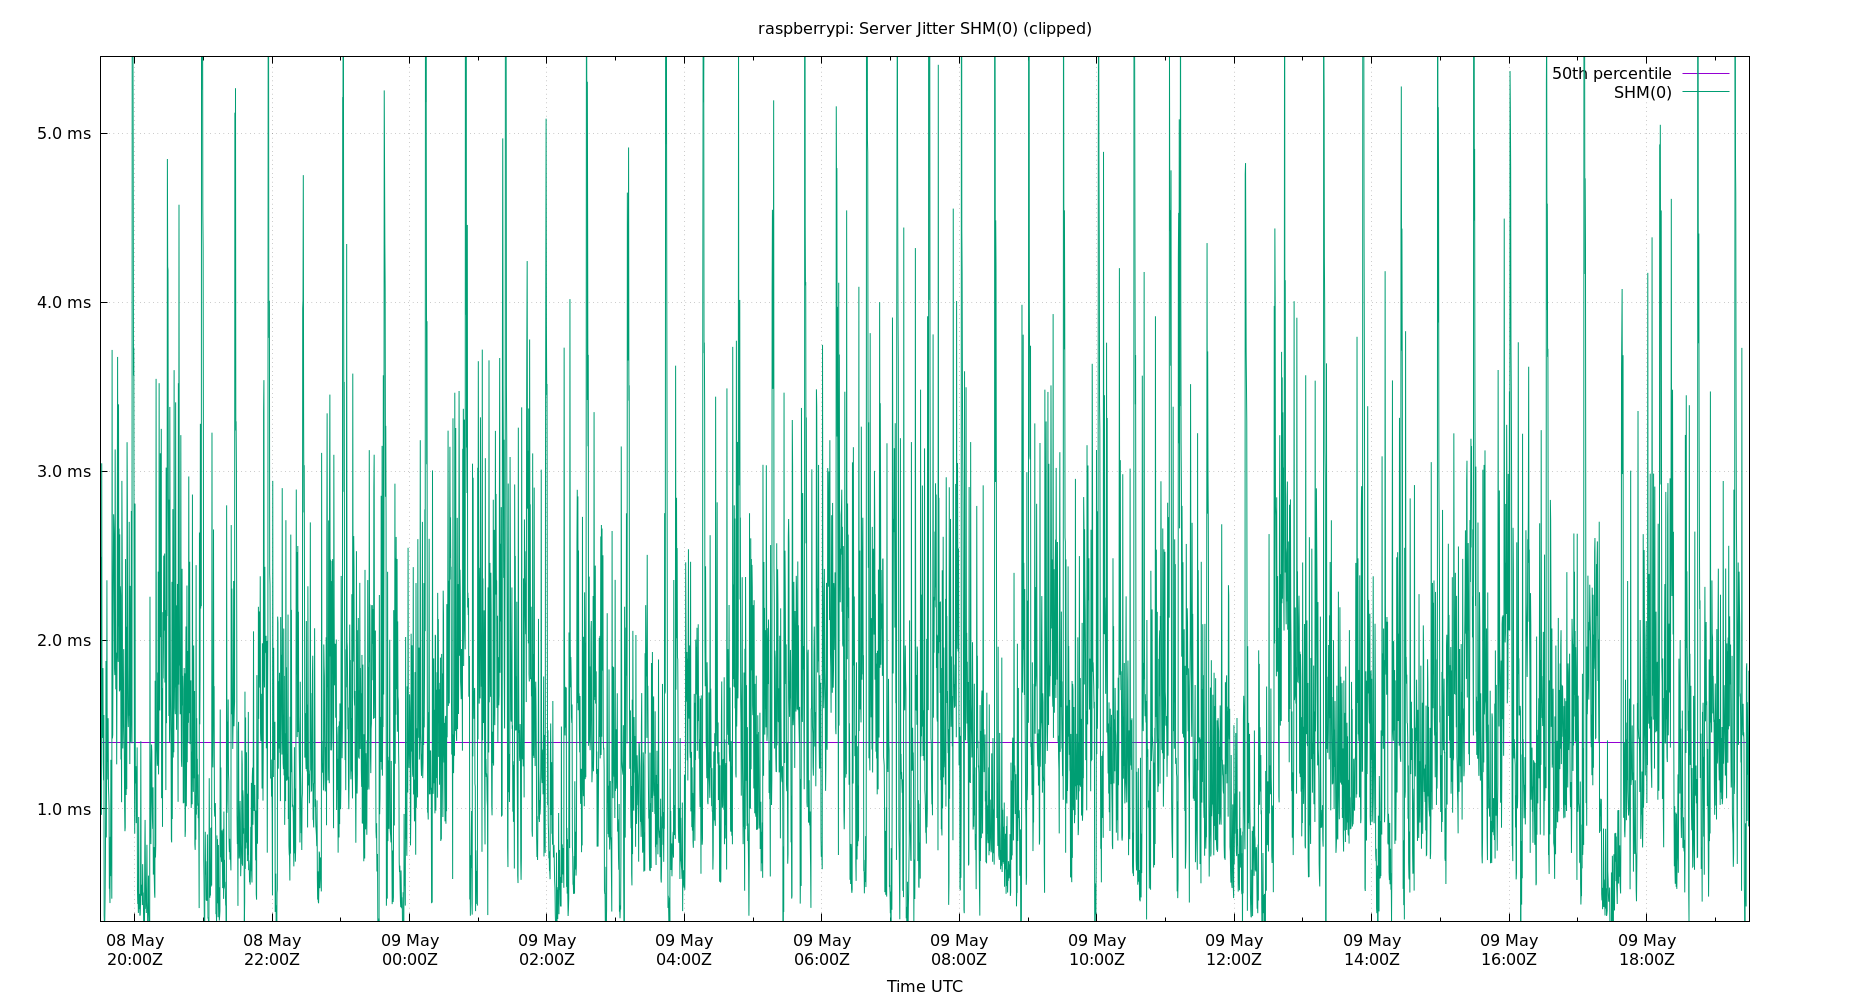 raspberrypi: Server Jitter SHM(0) (clipped)
50th percentile
SHM(0)
5.0 ms
4.0 ms
3.0 ms
2.0 ms
1.0 ms
08 May 08 May 09 May 09 May 09 May 09 May 09 May 09 May 09 May 09 May 09 May 09 May
20:00Z 22:00Z 00:00Z 02:00Z 04:00Z 06:00Z 08:00Z 10:00Z 12:00Z 14:00Z 16:00Z 18:00Z
Time UTC